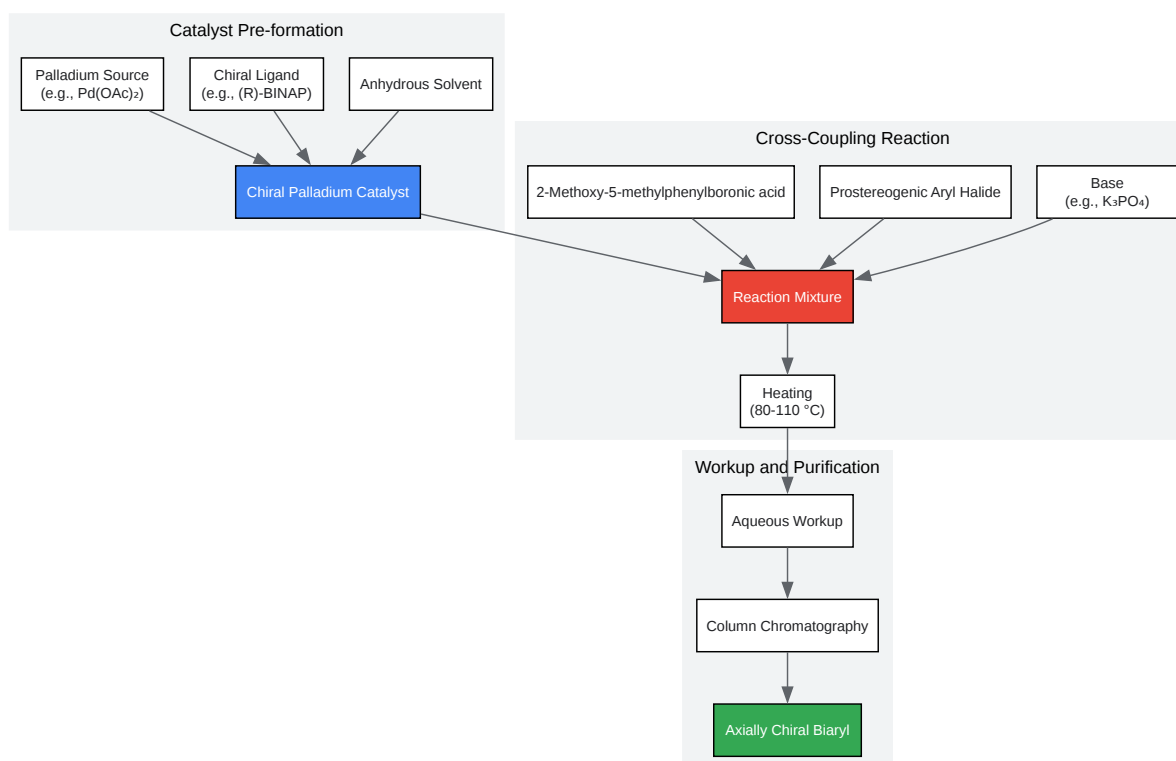 Catalyst Pre-formation
Palladium Source
(e.g., Pd(OAc)₂)
Chiral Ligand
(e.g., (R)-BINAP)
Anhydrous Solvent
Chiral Palladium Catalyst
Cross-Coupling Reaction
2-Methoxy-5-methylphenylboronic acid
Prostereogenic Aryl Halide
Base
(e.g., K₃PO₄)
Reaction Mixture
Heating
(80-110 °C)
Workup and Purification
Aqueous Workup
Column Chromatography
Axially Chiral Biaryl